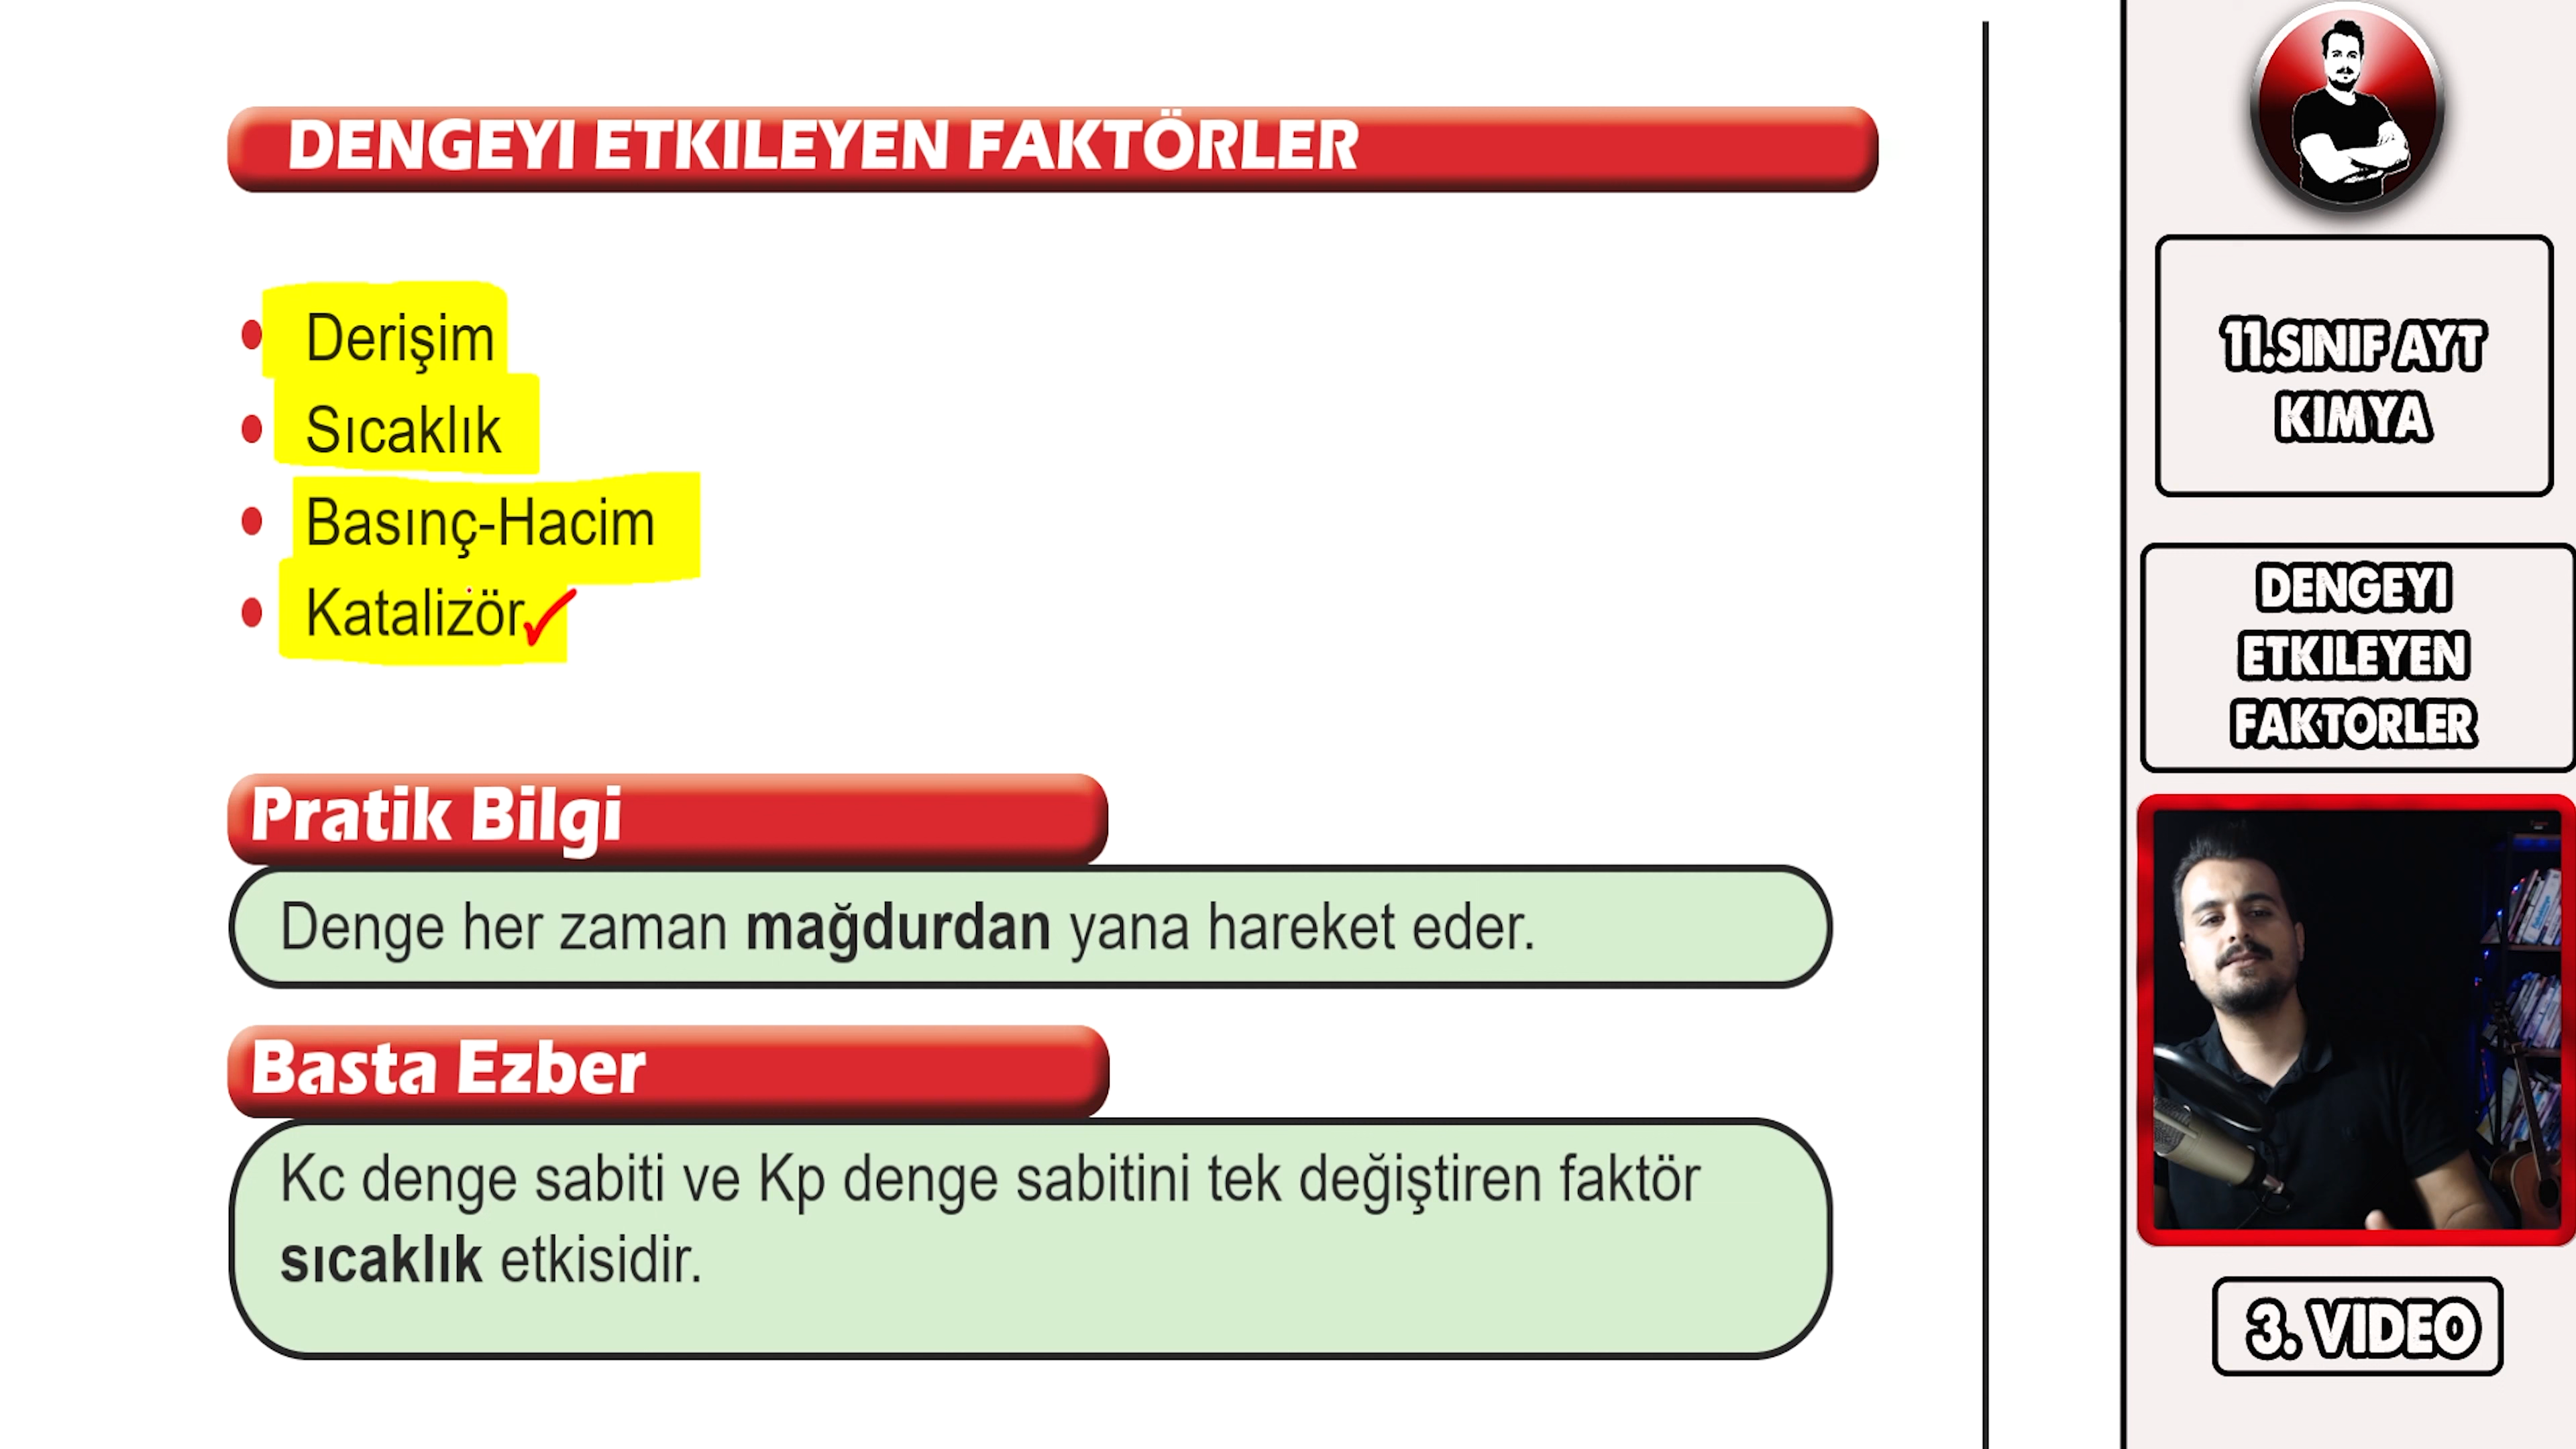 DENGEYI ETKILEYEN FAKTÖRLER
• Derişim
• Sıcaklık
• Basınç-Hacim
• Katalizör
Pratik Bilgi
Denge her zaman mağdurdan yana hareket eder.
Basta Ezber
Kc denge sabiti ve Kp denge sabitini tek değiştiren faktör
sıcaklık etkisidir.
11.SINIF AYT
KIMYA
DENGEYI
ETKILEYEN
FAKTORLER
3. VIDEO